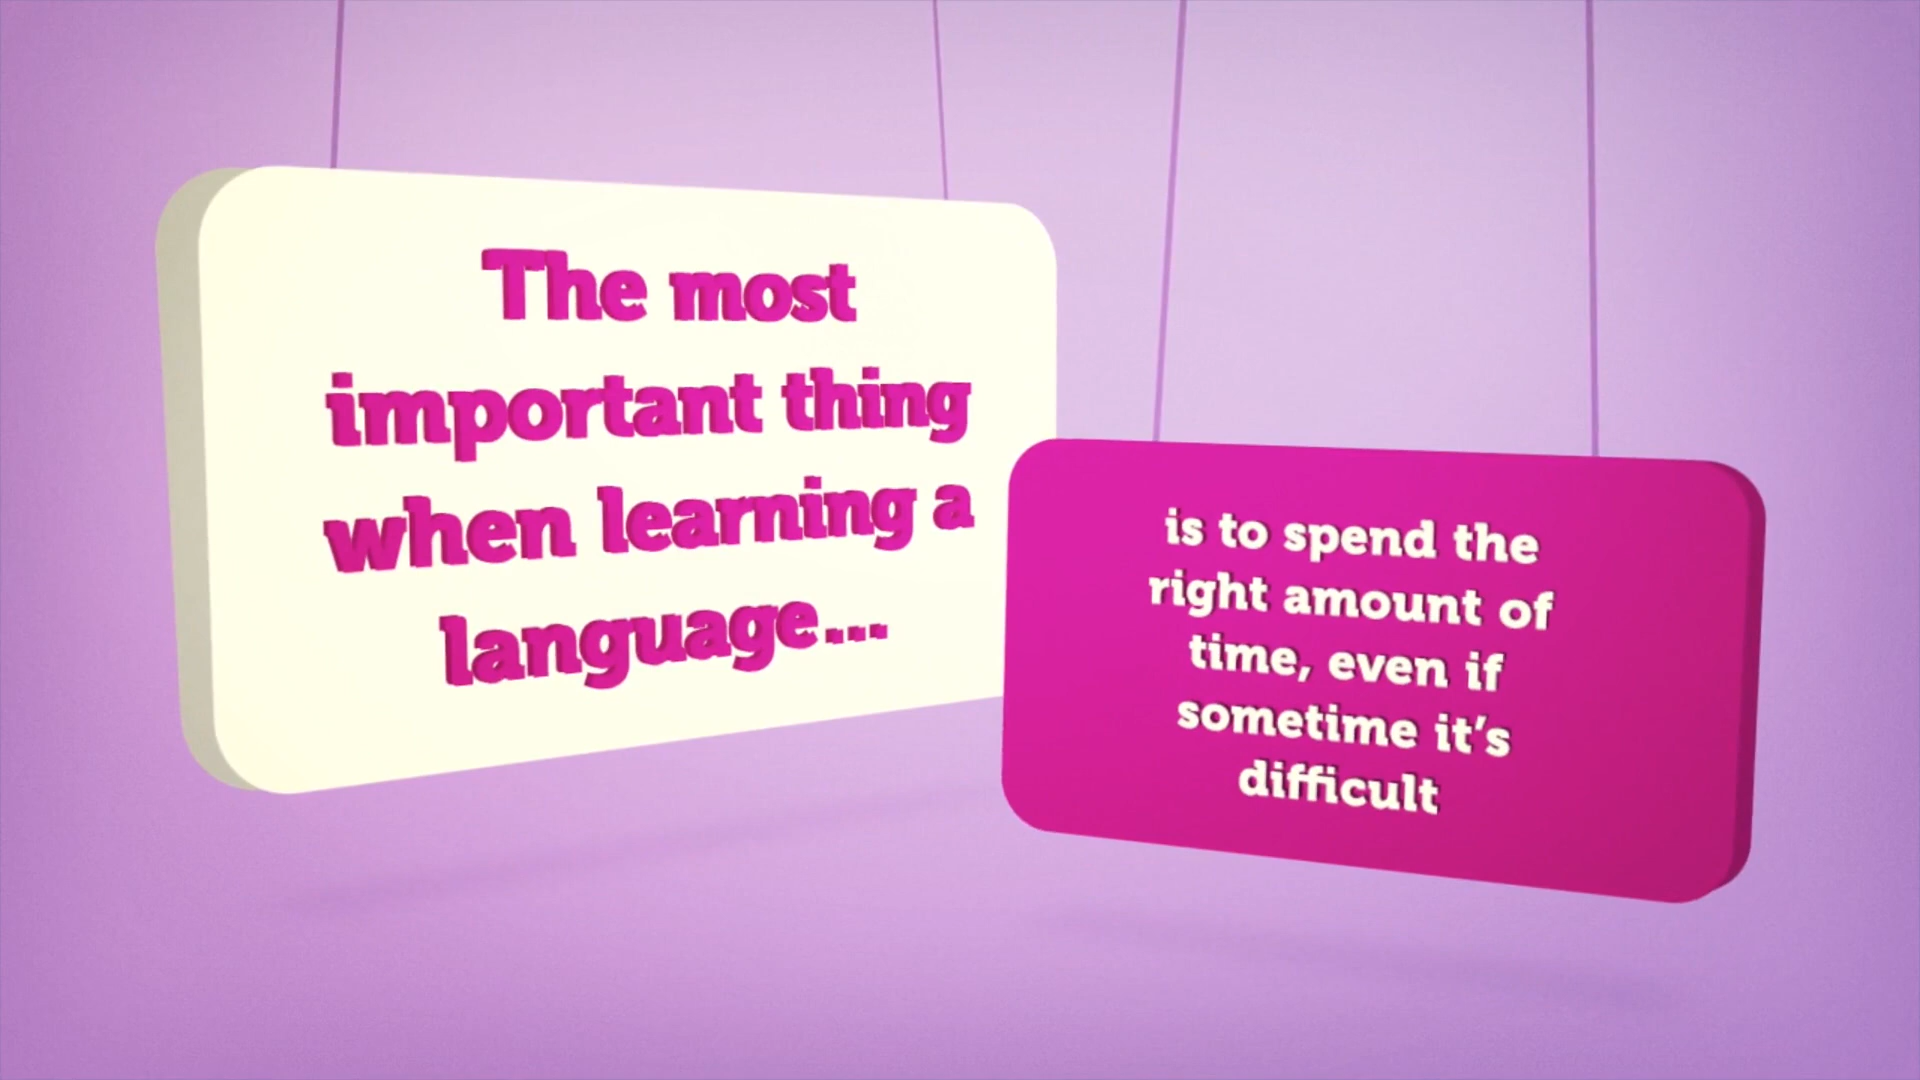 The most
important thing
when learning a
language...
is to spend the
right amount of
time, even if
sometime it's
difficult